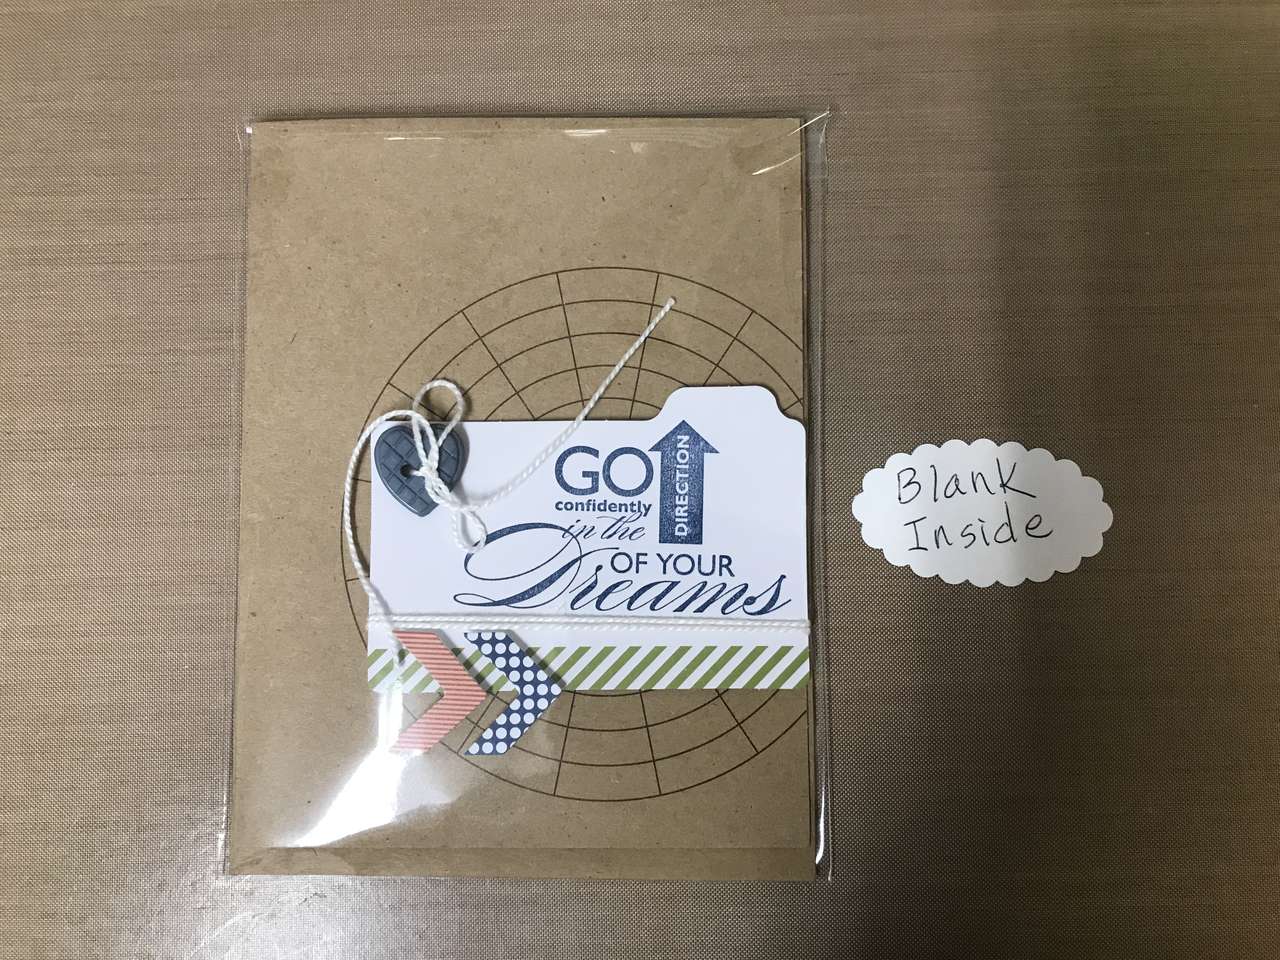 GO
DIRECTION
confidently
in the
OF YOUR
Dreams
Blank
Inside